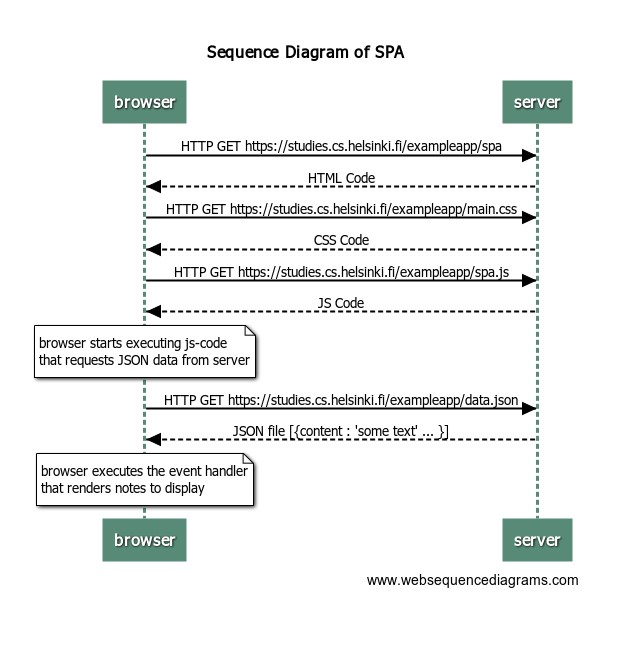 Sequence Diagram of SPA
browser
server
HTTP GET https://studies.cs.helsinki.fi/exampleapp/spa
HTML Code
HTTP GET https://studies.cs.helsinki.fi/exampleapp/main.css
CSS Code
HTTP GET https://studies.cs.helsinki.fi/exampleapp/spa.js
JS Code
browser starts executing js-code
that requests JSON data from server
HTTP GET https://studies.cs.helsinki.fi/exampleapp/data.json
JSON file [{content : 'some text' ... }]
browser executes the event handler
that renders notes to display
browser
server
www.websequencediagrams.com